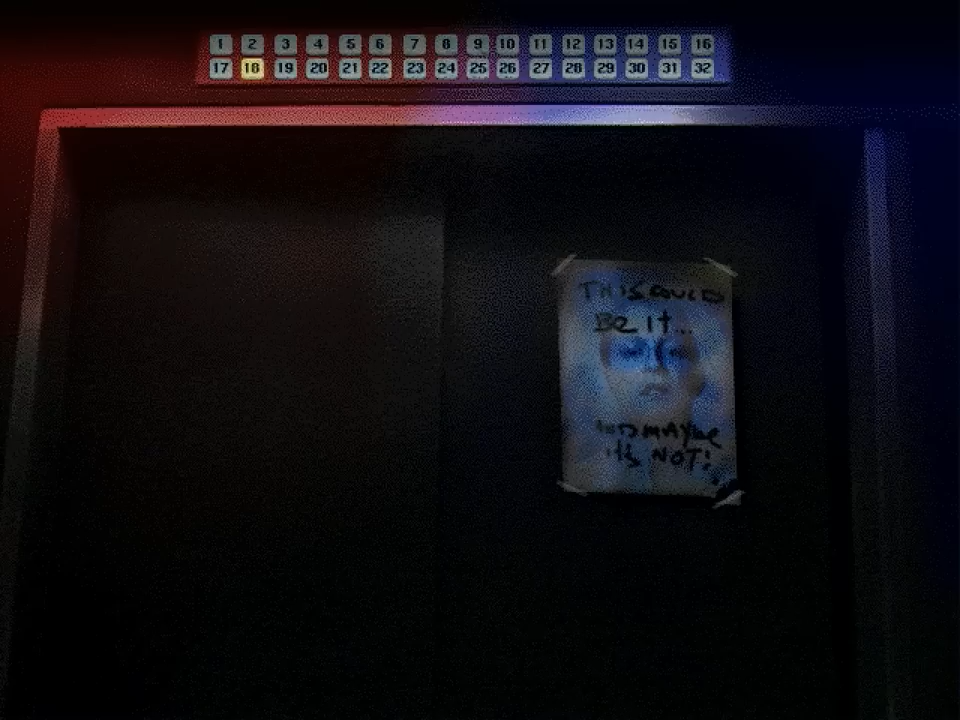 1 2 3 4 5 6 7 8 9 10 11 12 13 14 15 16
17 18 19 20 21 22 23 24 25 26 27 28 29 30 31 32
THIS COULD
BE IT...
AND MAYBE
it's NOT!